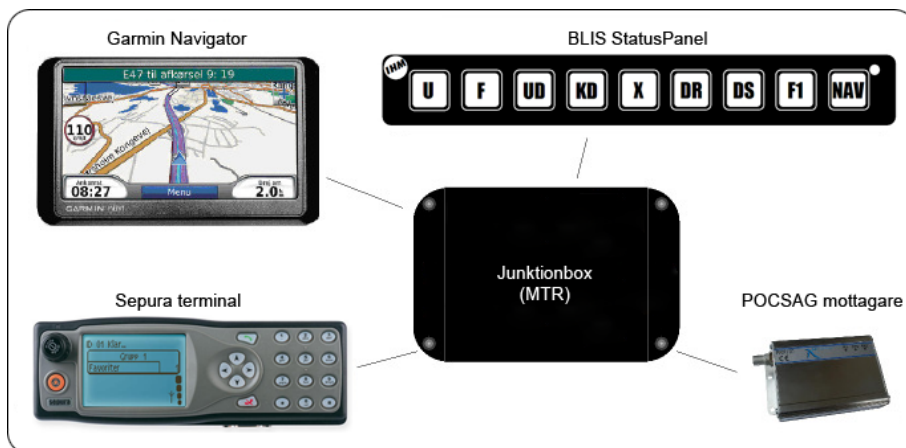 Garmin Navigator
BLIS StatusPanel
E47 til afkørsel 9: 19
110
Ankomst
08:27
Menu
2.0
GARMIN
IHM
U F UD KD X DR DS F1 NAV
Junktionbox
(MTR)
Sepura terminal
POCSAG mottagare
Grupp 1
Favoriter